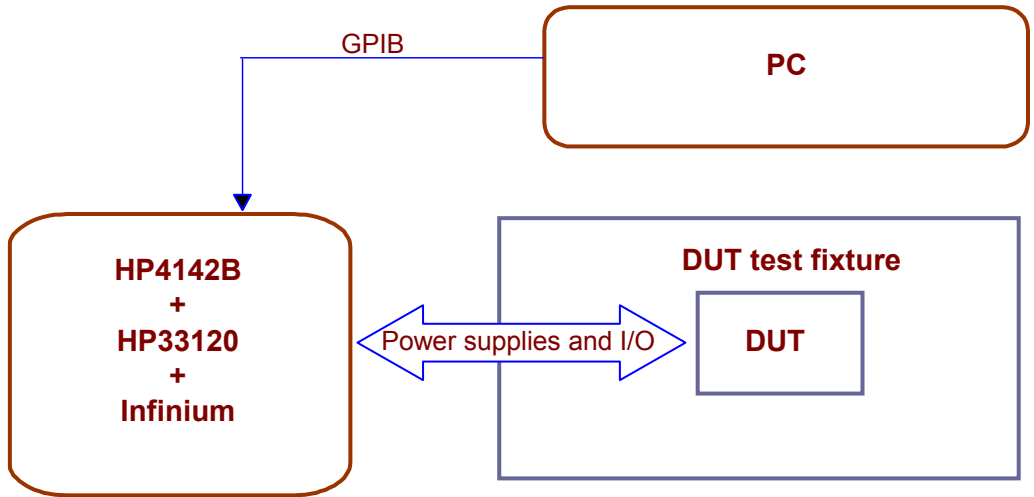 GPIB
PC
HP4142B
+
HP33120
+
Infinium
DUT test fixture
Power supplies and I/O
DUT